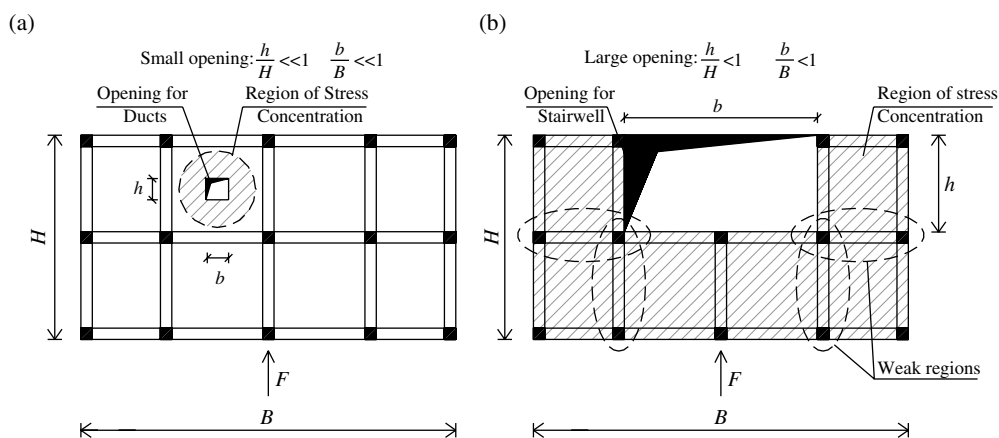 (a)
Small opening: h/H <<1 b/B <<1
Opening for
Ducts
Region of Stress
Concentration
h
H
b
F
B
(b)
Large opening: h/H <1 b/B <1
Opening for
Stairwell
b
Region of stress
Concentration
h
H
Weak regions
F
B